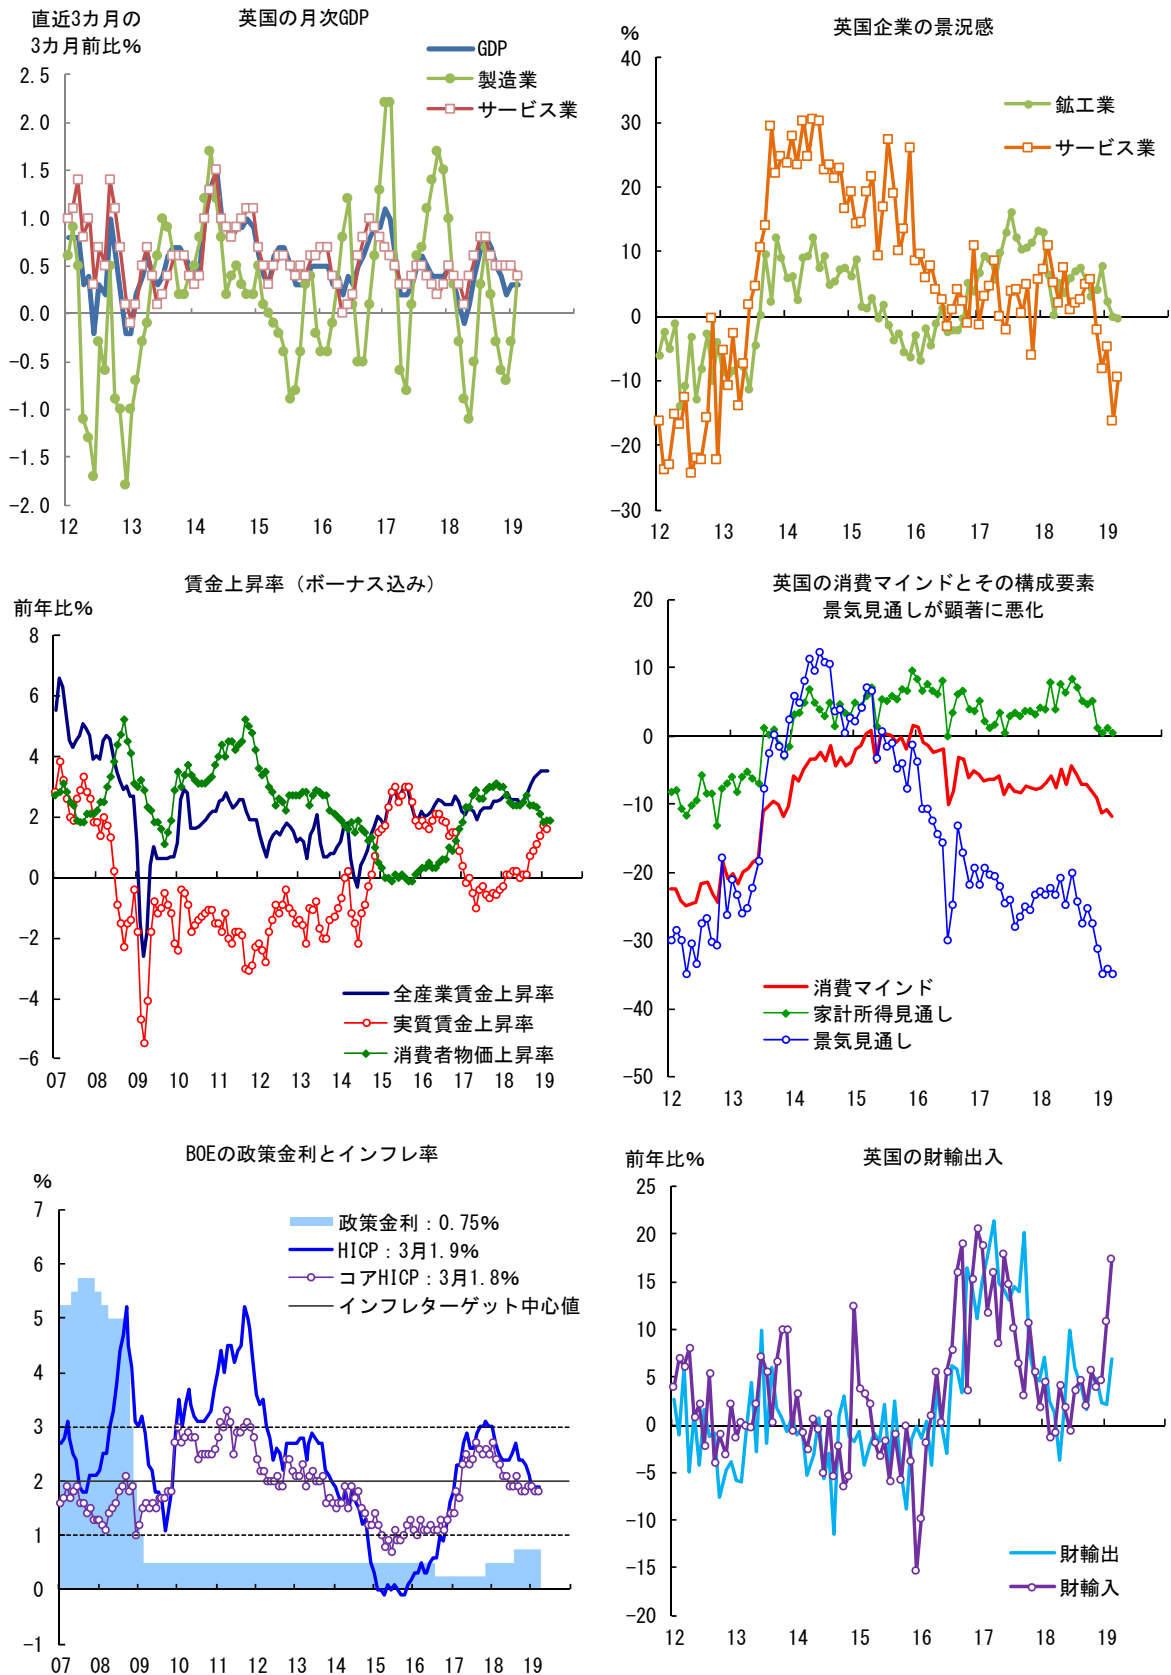 英国の月次GDP
直近3カ月の
3カ月前比%
GDP
製造業
サービス業
2.5
2.0
1.5
1.0
0.5
0.0
−0.5
−1.0
−1.5
−2.0
12 13 14 15 16 17 18 19
英国企業の景況感
%
鉱工業
サービス業
40
30
20
10
0
−10
−20
−30
12 13 14 15 16 17 18 19
賃金上昇率（ボーナス込み）
前年比%
8
6
4
2
0
−2
−4
−6
全産業賃金上昇率
実質賃金上昇率
消費者物価上昇率
07 08 09 10 11 12 13 14 15 16 17 18 19
英国の消費マインドとその構成要素
景気見通しが顕著に悪化
20
10
0
−10
−20
−30
−40
−50
消費マインド
家計所得見通し
景気見通し
12 13 14 15 16 17 18 19
BOEの政策金利とインフレ率
%
7
6
5
4
3
2
1
0
−1
政策金利：0.75%
HICP：3月1.9%
コアHICP：3月1.8%
インフレターゲット中心値
07 08 09 10 11 12 13 14 15 16 17 18 19
英国の財輸出入
前年比%
25
20
15
10
5
0
−5
−10
−15
−20
財輸出
財輸入
12 13 14 15 16 17 18 19